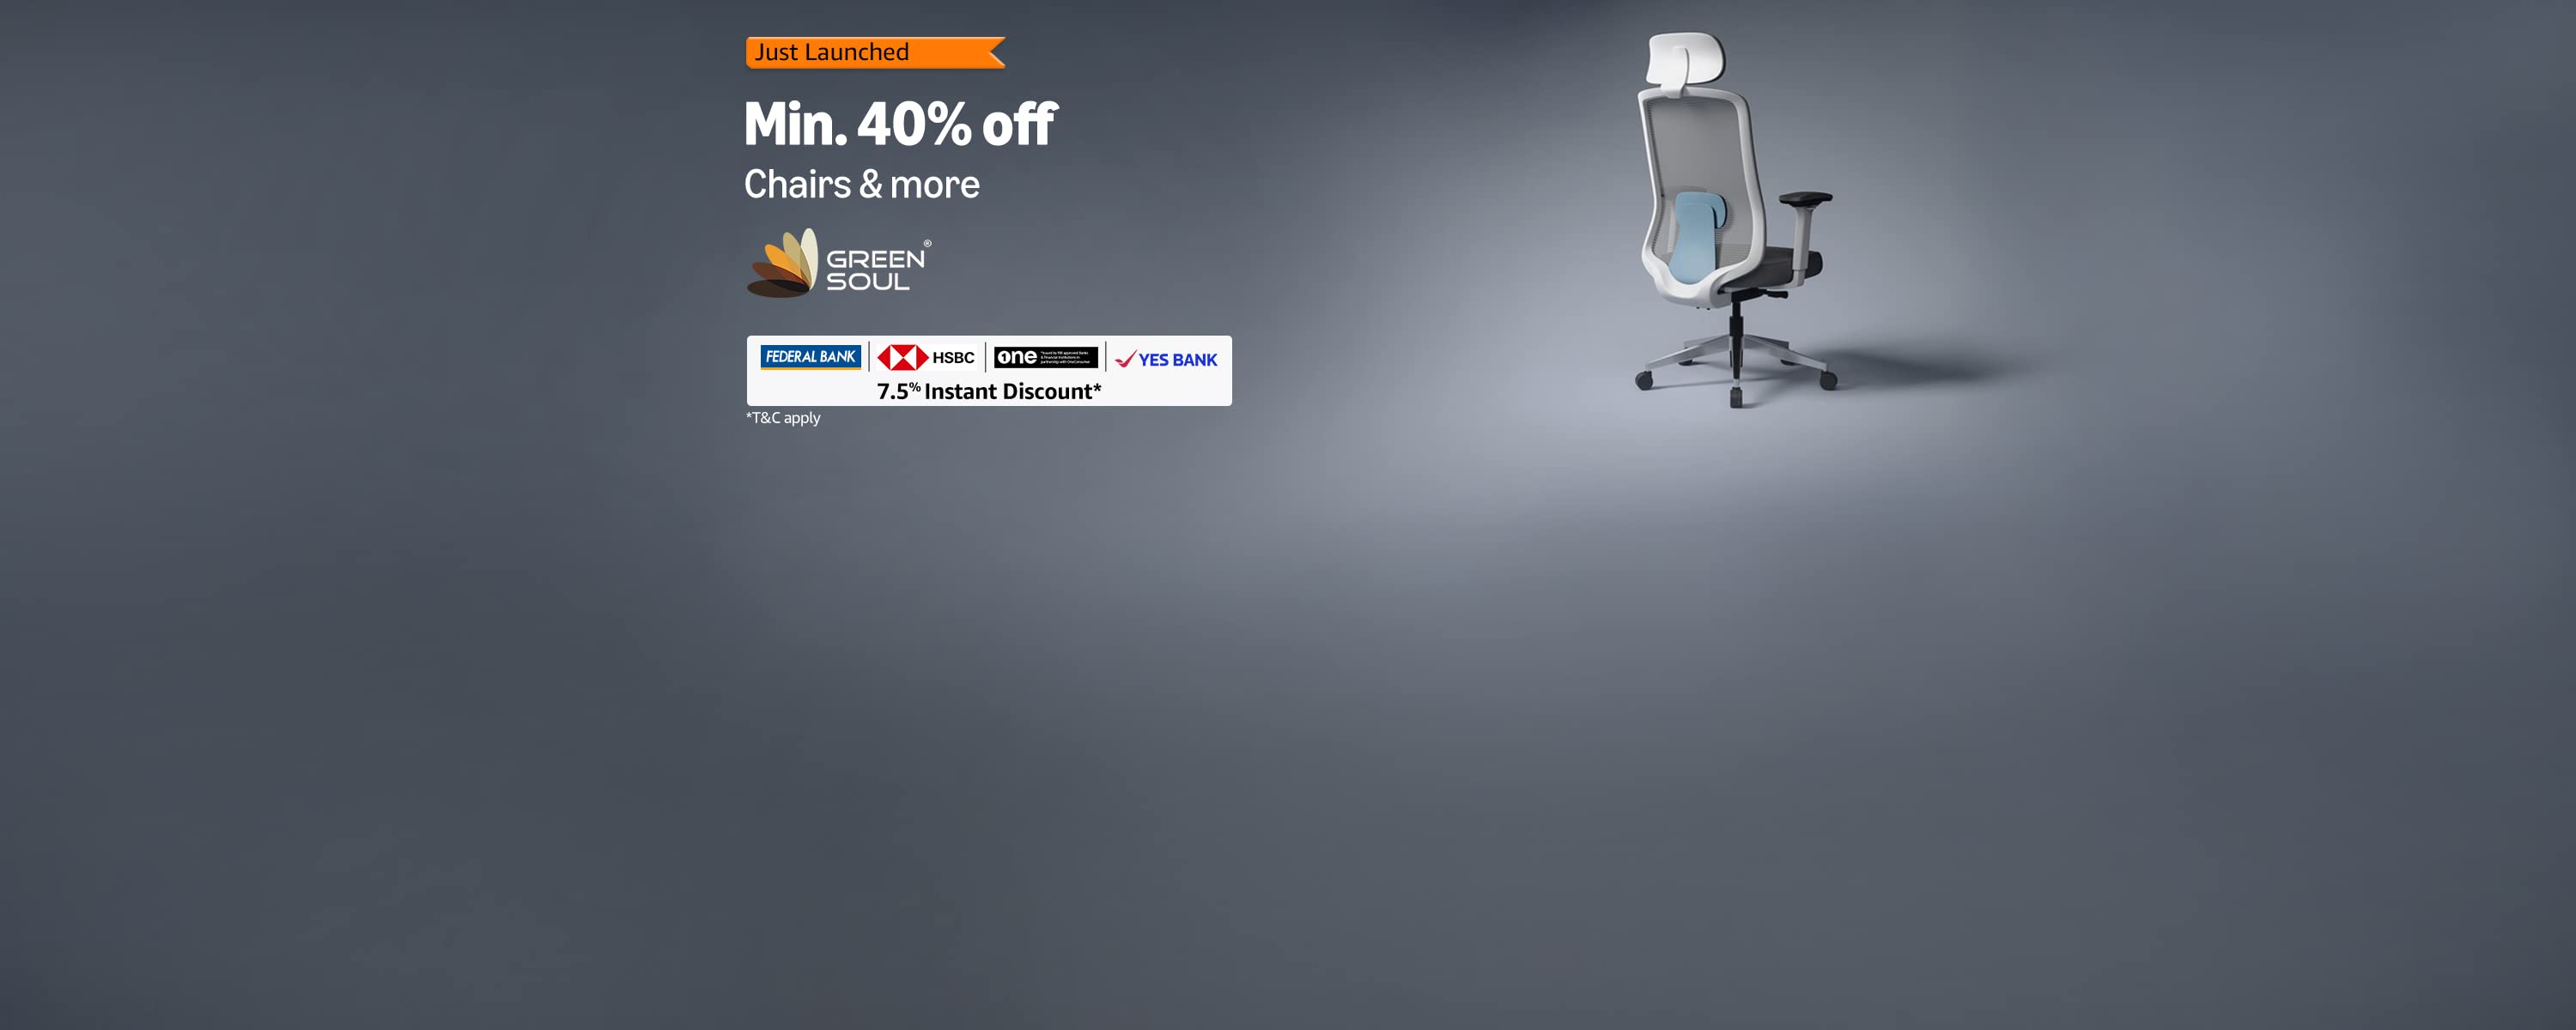 Just Launched
Min. 40% off
Chairs & more
GREEN®
SOUL
FEDERAL BANK HSBC one YES BANK
7.5% Instant Discount*
*T&C apply